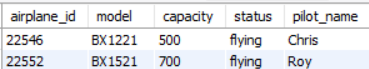 airplane_id model capacity status pilot_name
22546 BX1221 500 flying Chris
22552 BX1521 700 flying Roy